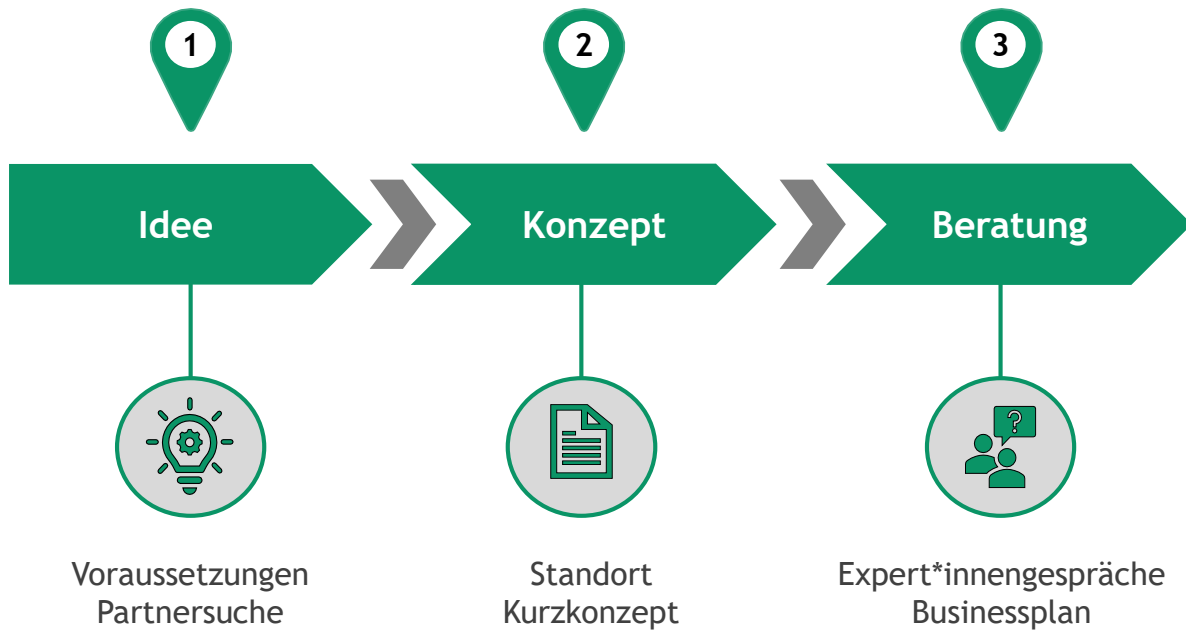 1
2
3
Idee
Konzept
Beratung
?
Voraussetzungen
Partnersuche
Standort
Kurzkonzept
Expert*innengespräche
Businessplan